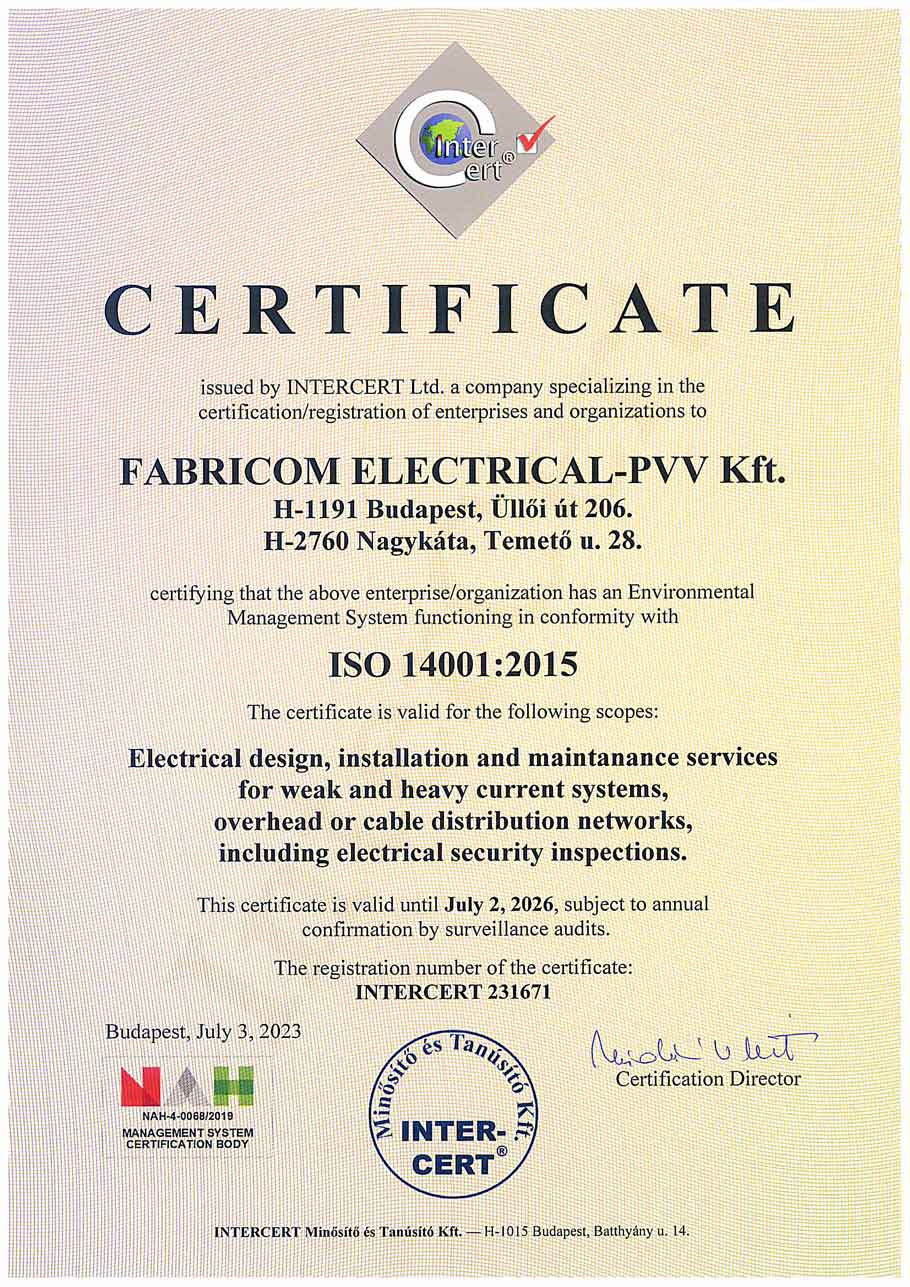 Inter
Cert®
CERTIFICATE
issued by INTERCERT Ltd. a company specializing in the
certification/registration of enterprises and organizations to
FABRICOM ELECTRICAL-PVV Kft.
H-1191 Budapest, Üllői út 206.
H-2760 Nagykáta, Temető u. 28.
certifying that the above enterprise/organization has an Environmental
Management System functioning in conformity with
ISO 14001:2015
The certificate is valid for the following scopes:
Electrical design, installation and maintanance services
for weak and heavy current systems,
overhead or cable distribution networks,
including electrical security inspections.
This certificate is valid until July 2, 2026, subject to annual
confirmation by surveillance audits.
The registration number of the certificate:
INTERCERT 231671
Budapest, July 3, 2023
Certification Director
NAH
NAH-4-0068/2019
MANAGEMENT SYSTEM
CERTIFICATION BODY
Minősítő és Tanúsító Kft.
INTER-
CERT®
INTERCERT Minősítő és Tanúsító Kft. — H-1015 Budapest, Batthyány u. 14.